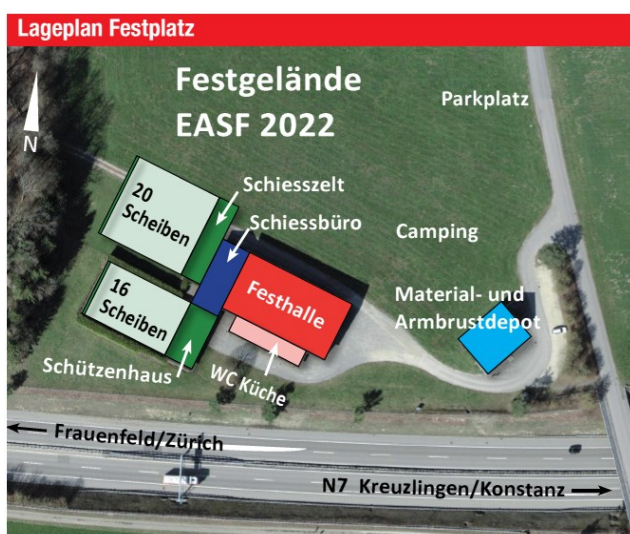 Lageplan Festplatz
Festgelände
EASF 2022
Parkplatz
N
20
Scheiben
Schiesszelt
Schiessbüro
Camping
16
Scheiben
Festhalle
Material- und
Armbrustdepot
Schützenhaus
WC Küche
Frauenfeld/Zürich
N7 Kreuzlingen/Konstanz